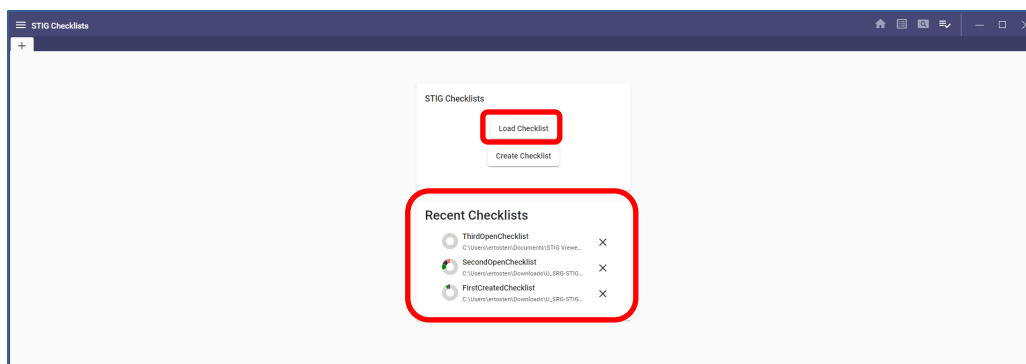 STIG Checklists
+
STIG Checklists
Load Checklist
Create Checklist
Recent Checklists
ThirdOpenChecklist
C:\Users\ertosten\Documents\STIG Viewe...
SecondOpenChecklist
C:\Users\ertosten\Downloads\U_SRG-STIG...
FirstCreatedChecklist
C:\Users\ertosten\Downloads\U_SRG-STIG...